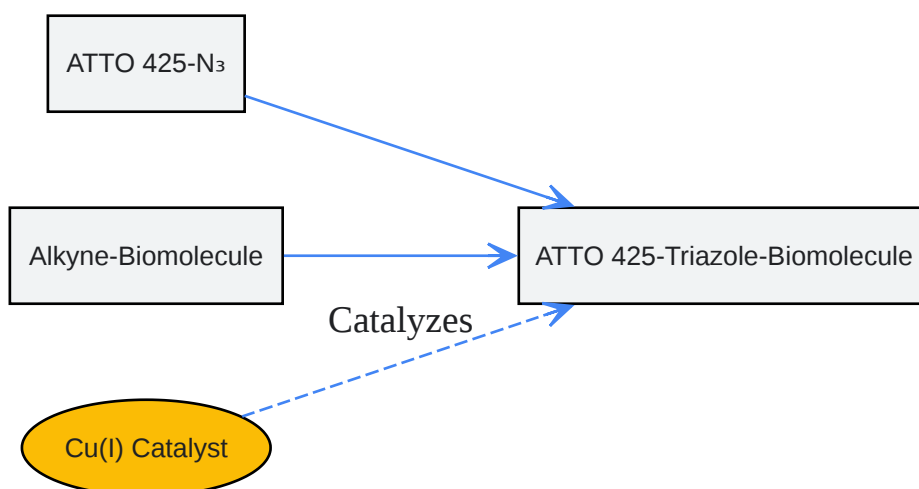 ATTO 425-N₃
Alkyne-Biomolecule
ATTO 425-Triazole-Biomolecule
Catalyzes
Cu(I) Catalyst